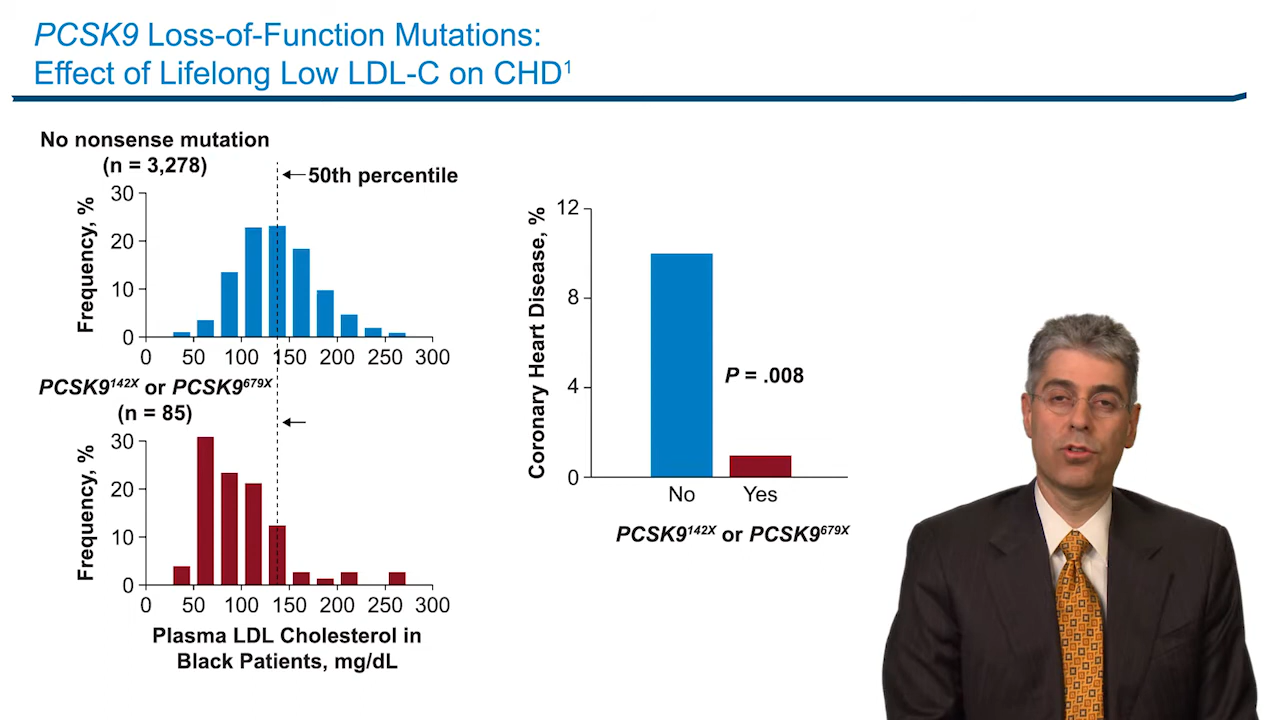 PCSK9 Loss-of-Function Mutations:
Effect of Lifelong Low LDL-C on CHD¹
No nonsense mutation
(n = 3,278)
50th percentile
Frequency, %
30
20
10
0
0 50 100 150 200 250 300
PCSK9¹⁴²ˣ or PCSK9⁶⁷⁹ˣ
(n = 85)
Frequency, %
30
20
10
0
0 50 100 150 200 250 300
Plasma LDL Cholesterol in
Black Patients, mg/dL
Coronary Heart Disease, %
12
8
4
0
P = .008
No Yes
PCSK9¹⁴²ˣ or PCSK9⁶⁷⁹ˣ